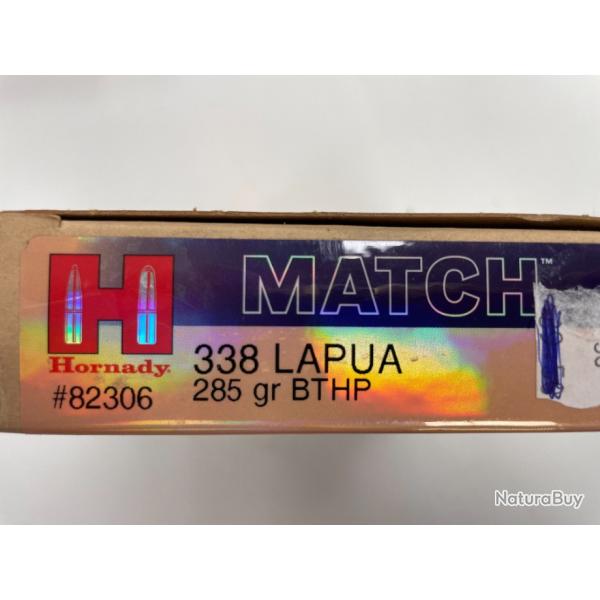 MATCH™
Hornady
#82306
338 LAPUA
285 gr BTHP
NaturaBuy